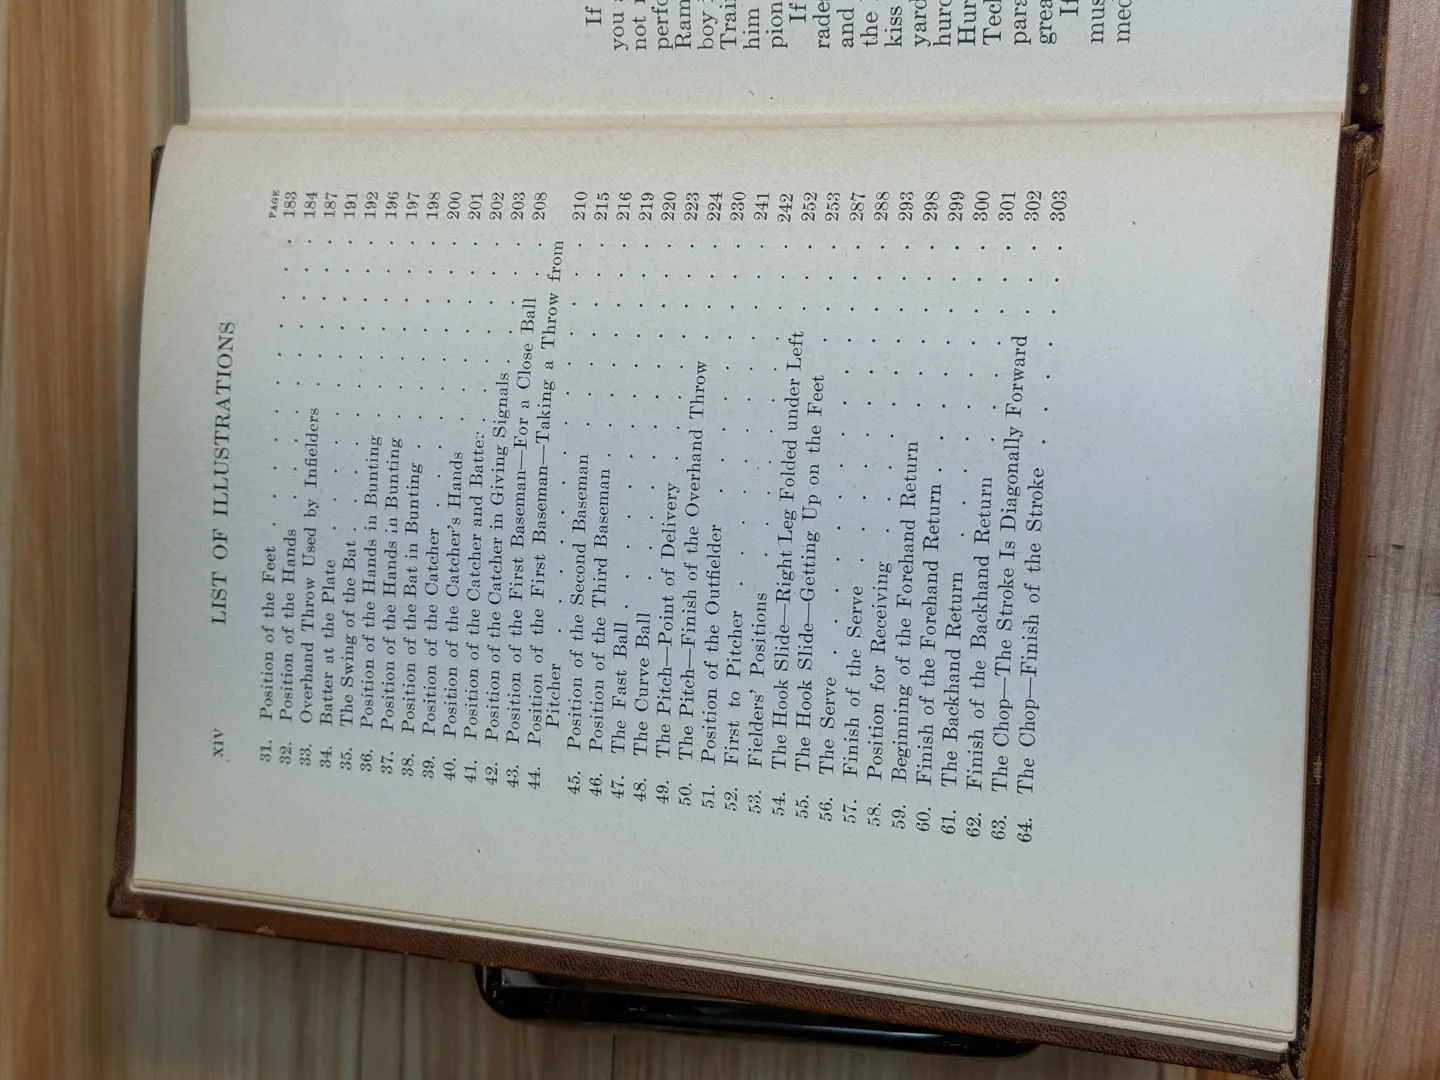 xiv LIST OF ILLUSTRATIONS
PAGE
31. Position of the Feet . . . . . . . . . 183
32. Position of the Hands . . . . . . . . 184
33. Overhand Throw Used by Infielders . . . . 187
34. Batter at the Plate . . . . . . . . . 191
35. The Swing of the Bat . . . . . . . . . 192
36. Position of the Hands in Bunting . . . . . 196
37. Position of the Hands in Bunting . . . . . 197
38. Position of the Bat in Bunting . . . . . . 198
39. Position of the Catcher . . . . . . . . 200
40. Position of the Catcher's Hands . . . . . . 201
41. Position of the Catcher and Batter . . . . . 202
42. Position of the Catcher in Giving Signals . . . 203
43. Position of the First Baseman—For a Close Ball . 208
44. Position of the First Baseman—Taking a Throw from
Pitcher . . . . . . . . . . . . 210
45. Position of the Second Baseman . . . . . . 215
46. Position of the Third Baseman . . . . . . 216
47. The Fast Ball . . . . . . . . . . 219
48. The Curve Ball . . . . . . . . . . 220
49. The Pitch—Point of Delivery . . . . . . 223
50. The Pitch—Finish of the Overhand Throw . . . 224
51. Position of the Outfielder . . . . . . . 230
52. First to Pitcher . . . . . . . . . . 241
53. Fielders' Positions . . . . . . . . . 242
54. The Hook Slide—Right Leg Folded under Left . . 252
55. The Hook Slide—Getting Up on the Feet . . . 253
56. The Serve . . . . . . . . . . . 287
57. Finish of the Serve . . . . . . . . . 288
58. Position for Receiving . . . . . . . . 293
59. Beginning of the Forehand Return . . . . . 298
60. Finish of the Forehand Return . . . . . . 299
61. The Backhand Return . . . . . . . . 300
62. Finish of the Backhand Return . . . . . . 301
63. The Chop—The Stroke Is Diagonally Forward . . 302
64. The Chop—Finish of the Stroke . . . . . . 303
If
you
not
him
If
and
the
kiss
yard
If